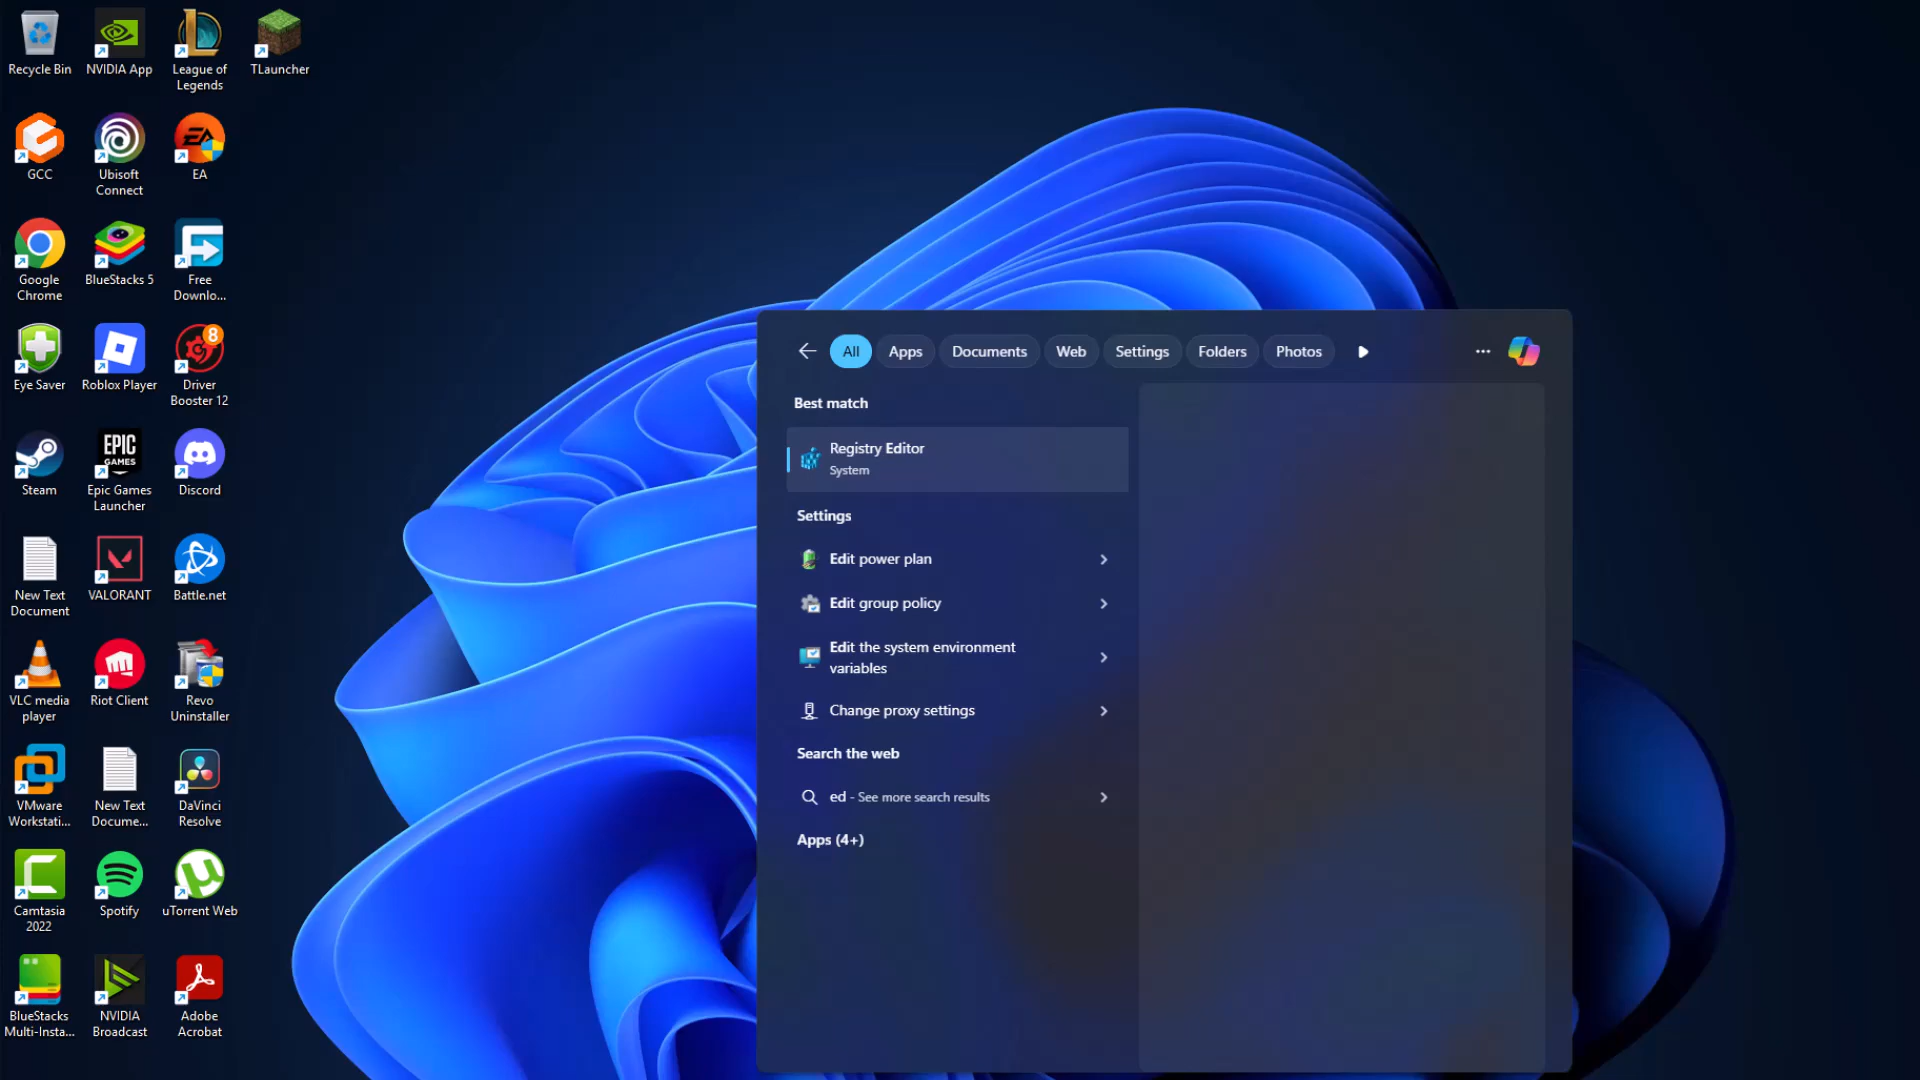 Recycle Bin
NVIDIA App
League of
Legends
TLauncher
GCC
Ubisoft
Connect
EA
Google
Chrome
BlueStacks 5
Free
Downlo...
Eye Saver
Roblox Player
8
Driver
Booster 12
Steam
EPIC
GAMES
Epic Games
Launcher
Discord
New Text
Document
VALORANT
Battle.net
VLC media
player
Riot Client
Revo
Uninstaller
VMware
Workstati...
New Text
Docume...
DaVinci
Resolve
Camtasia
2022
Spotify
uTorrent Web
BlueStacks
Multi-Insta...
NVIDIA
Broadcast
Adobe
Acrobat
All
Apps
Documents
Web
Settings
Folders
Photos
Best match
Registry Editor
System
Settings
Edit power plan
Edit group policy
Edit the system environment
variables
Change proxy settings
Search the web
ed - See more search results
Apps (4+)